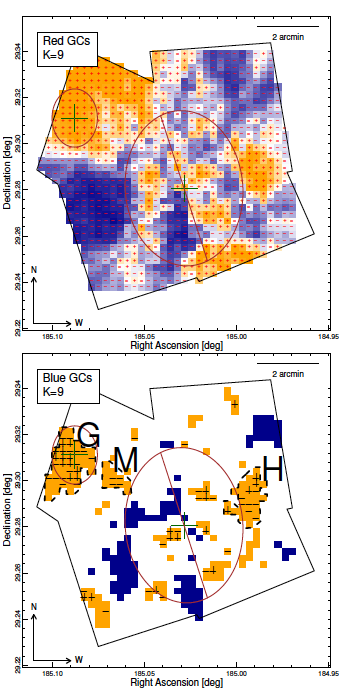 Red GCs
K=9
2 arcmin
29.34
29.32
29.30
29.28
29.26
29.24
29.22
Declination [deg]
N
W
185.10
185.05
185.00
184.95
Right Ascension [deg]
Blue GCs
K=9
2 arcmin
G
M
H
29.34
29.32
29.30
29.28
29.26
29.24
29.22
Declination [deg]
N
W
185.10
185.05
185.00
184.95
Right Ascension [deg]